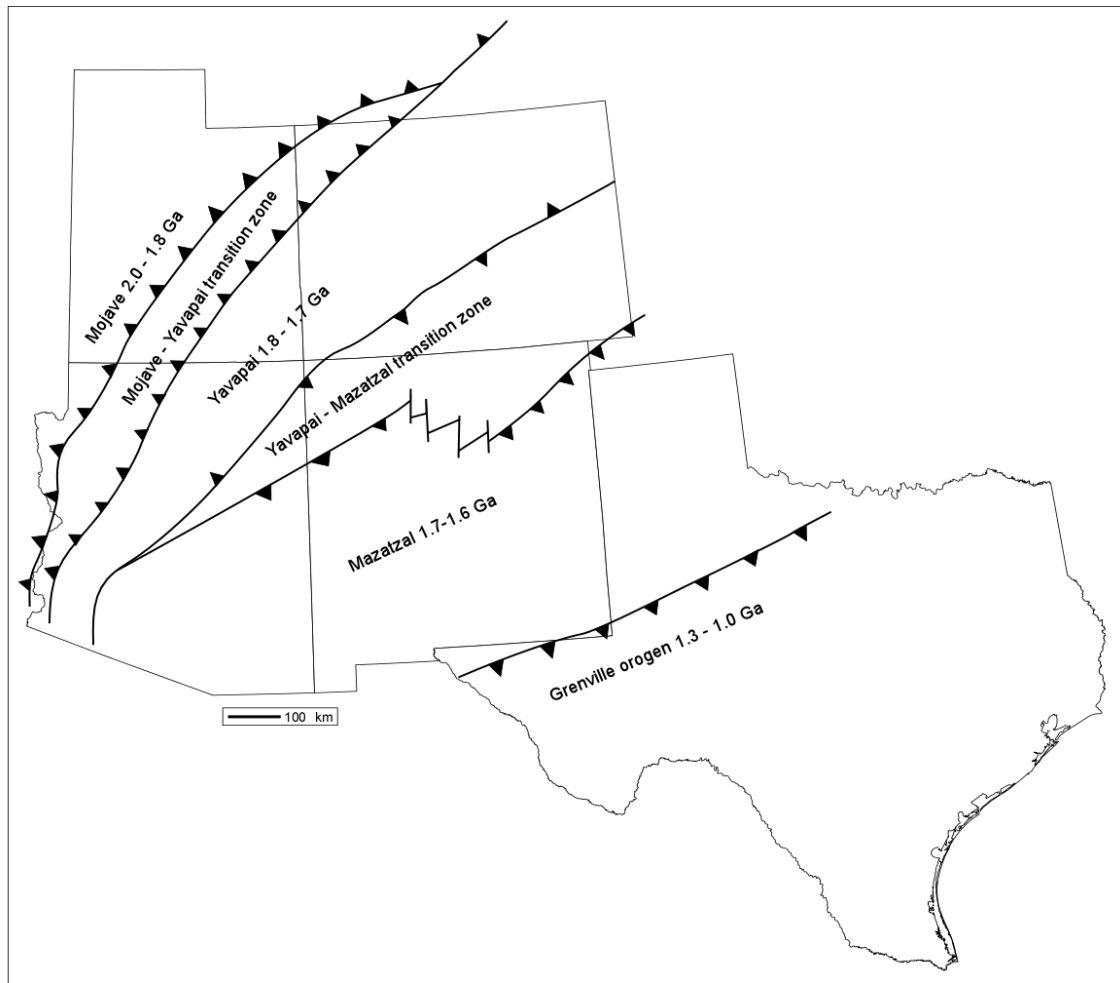 Mojave 2.0 - 1.8 Ga
Mojave - Yavapai transition zone
Yavapai 1.8 - 1.7 Ga
Yavapai - Mazatzal transition zone
Mazatzal 1.7-1.6 Ga
Grenville orogen 1.3 - 1.0 Ga
100 km